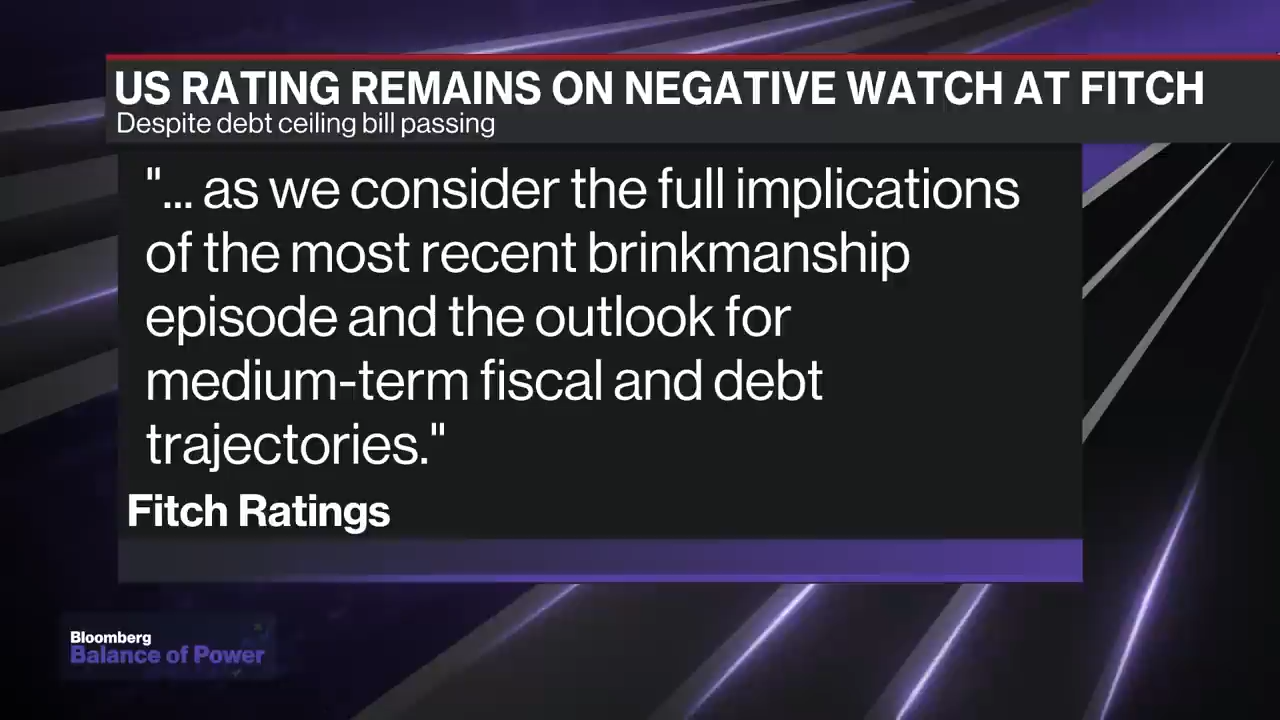 US RATING REMAINS ON NEGATIVE WATCH AT FITCH
Despite debt ceiling bill passing
"... as we consider the full implications
of the most recent brinkmanship
episode and the outlook for
medium-term fiscal and debt
trajectories."
Fitch Ratings
Bloomberg
Balance of Power